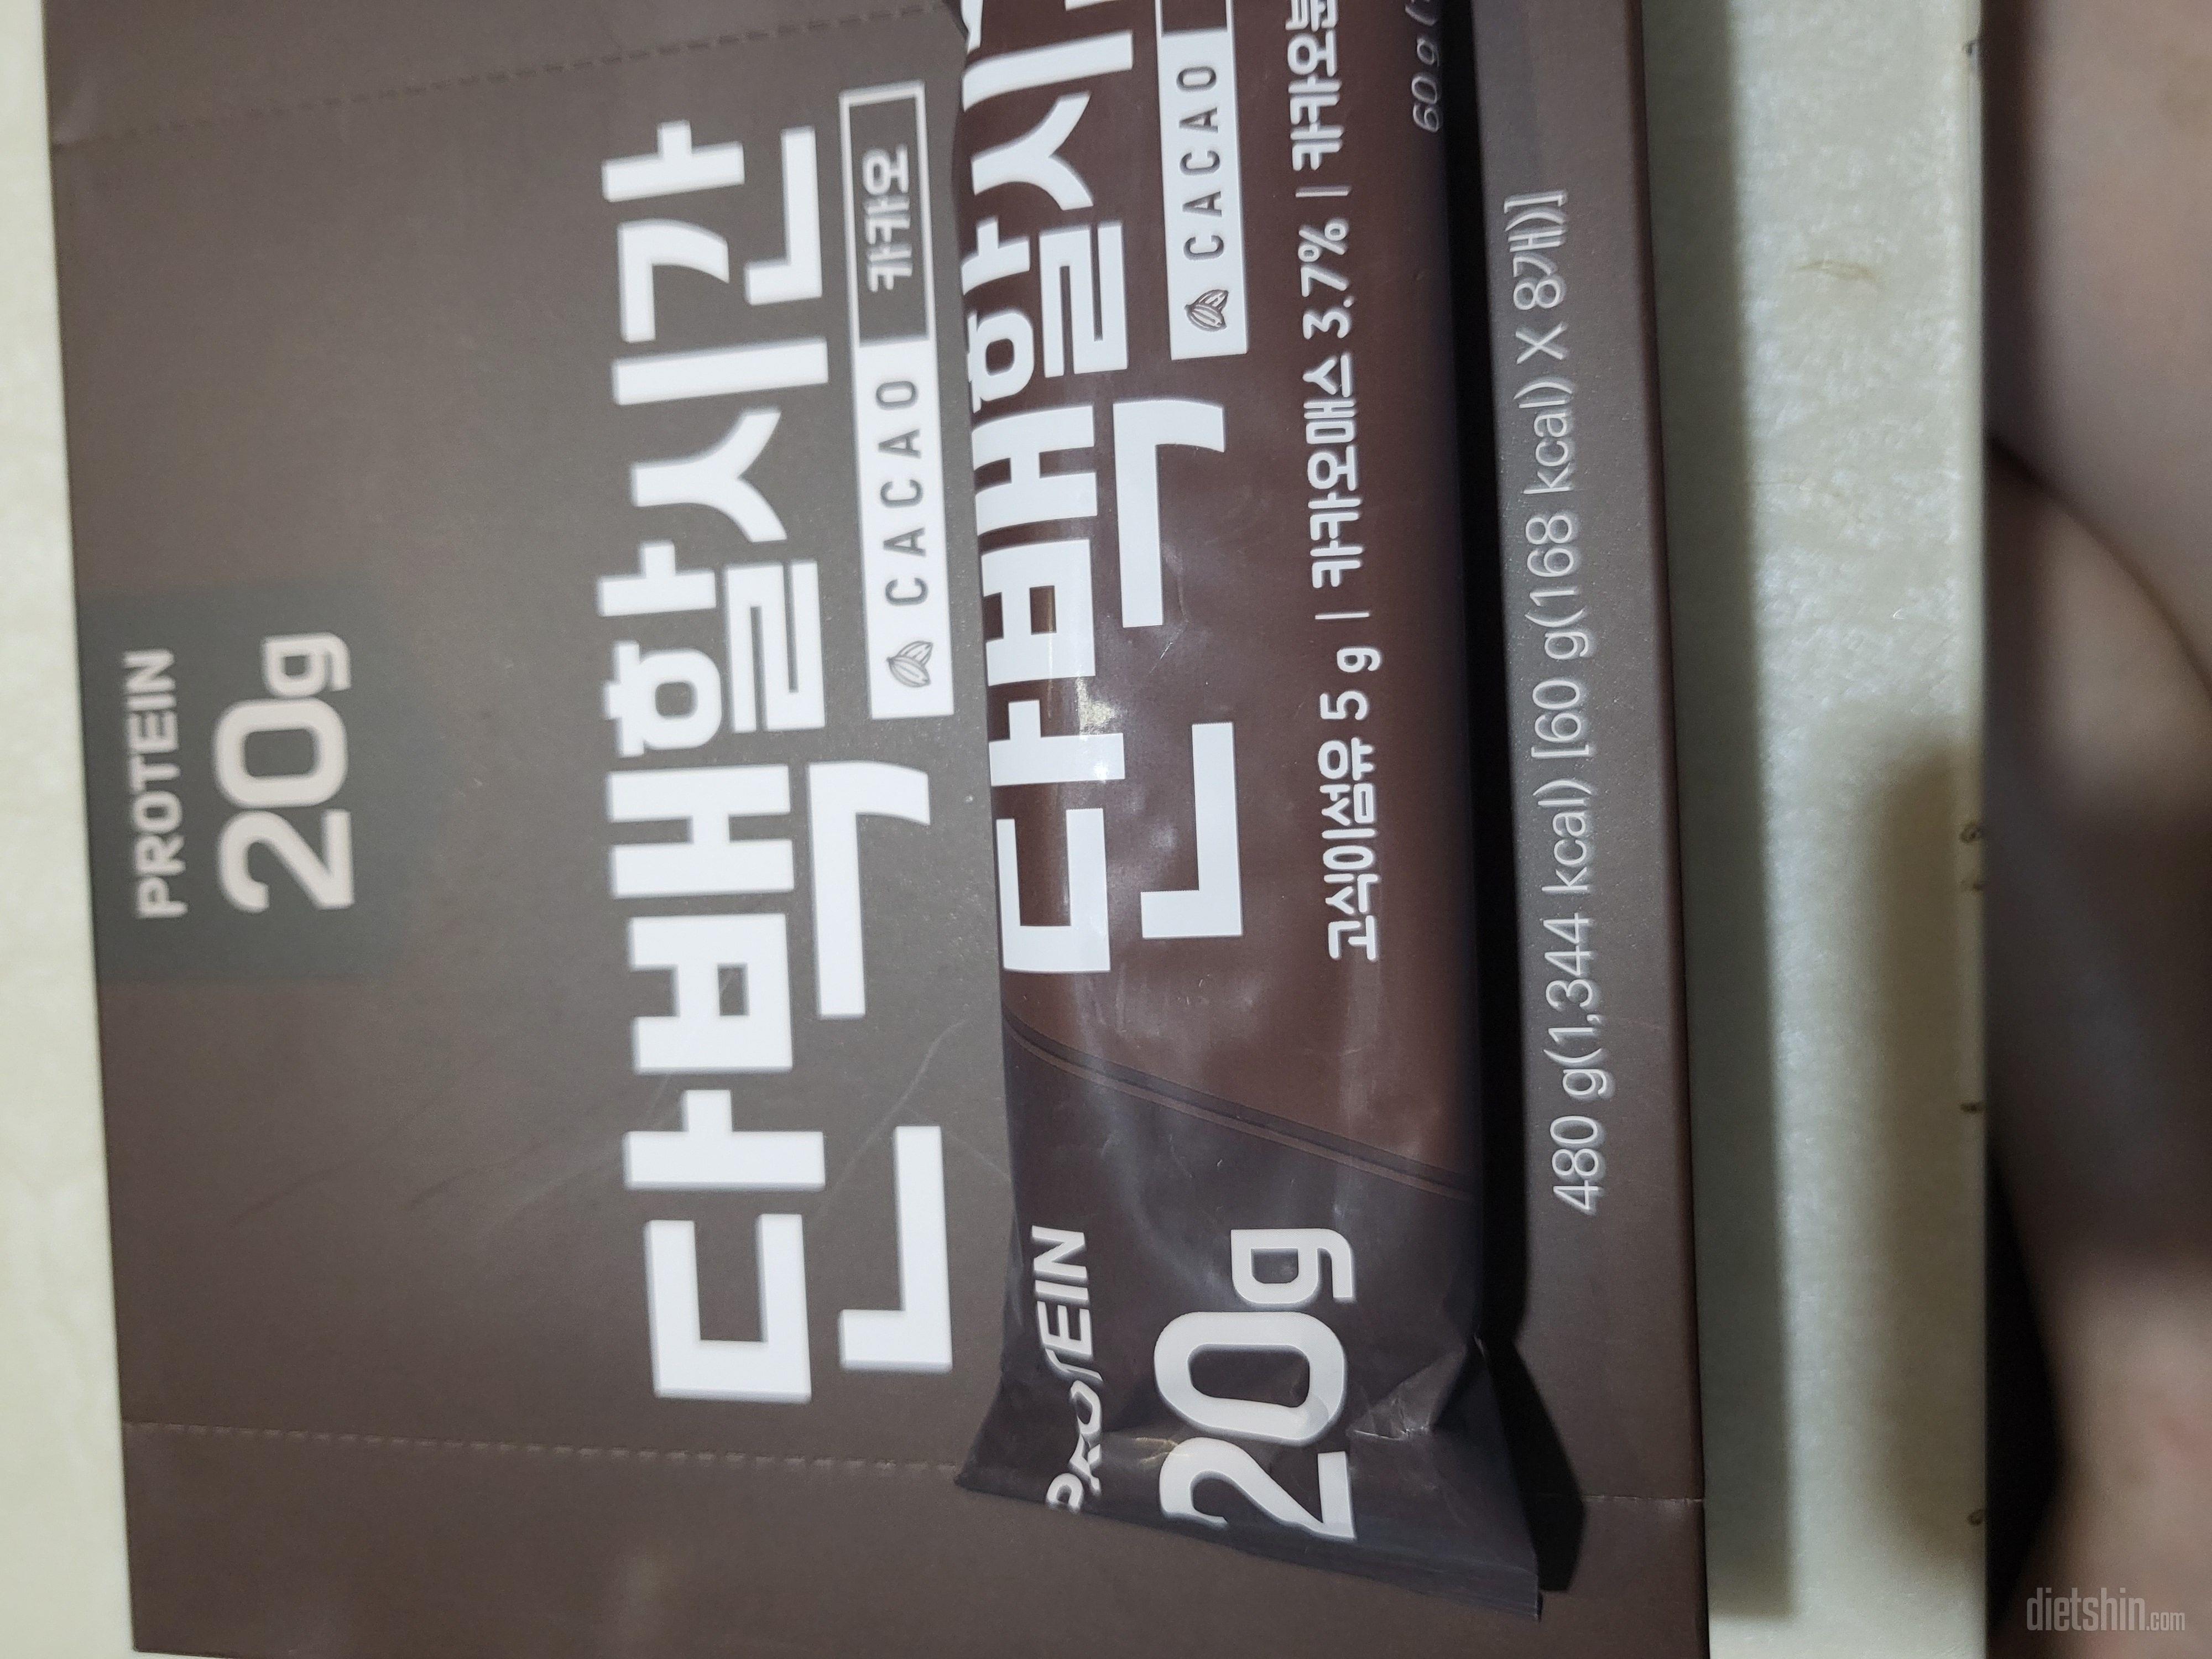 PROTEIN
20g
단백할시간
CACAO 카카오
단백할시
CACAO
고식이섬유 5 g | 카카오매스 3.7% | 카카오
60 g
PROTEIN
20g
480 g(1,344 kcal) [60 g(168 kcal) X 8개)]
dietshin.com